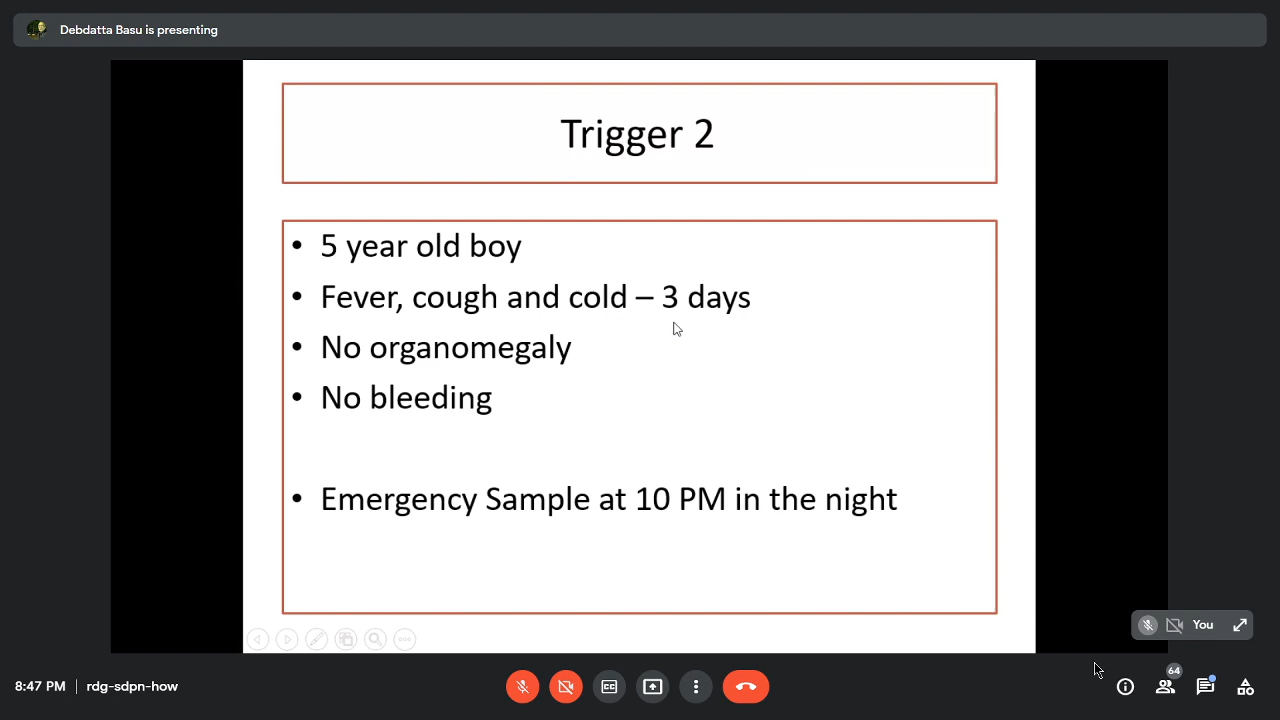 Debdatta Basu is presenting
Trigger 2
• 5 year old boy
• Fever, cough and cold – 3 days
• No organomegaly
• No bleeding
• Emergency Sample at 10 PM in the night
You
8:47 PM | rdg-sdpn-how
CC
64